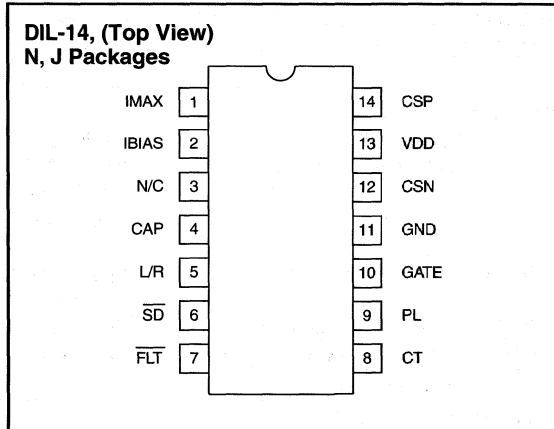 DIL-14, (Top View)
N, J Packages
IMAX 1 14 CSP
IBIAS 2 13 VDD
N/C 3 12 CSN
CAP 4 11 GND
L/R 5 10 GATE
SD 6 9 PL
FLT 7 8 CT